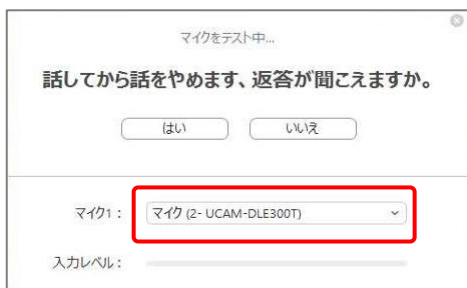 マイクをテスト中...
話してから話をやめます、返答が聞こえますか。
はい
いいえ
マイク1：
マイク (2- UCAM-DLE300T)
入力レベル：